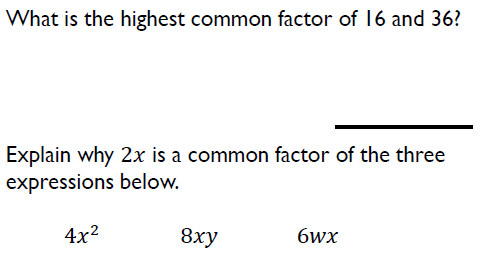 What is the highest common factor of 16 and 36?
Explain why 2x is a common factor of the three
expressions below.
4x² 8xy 6wx